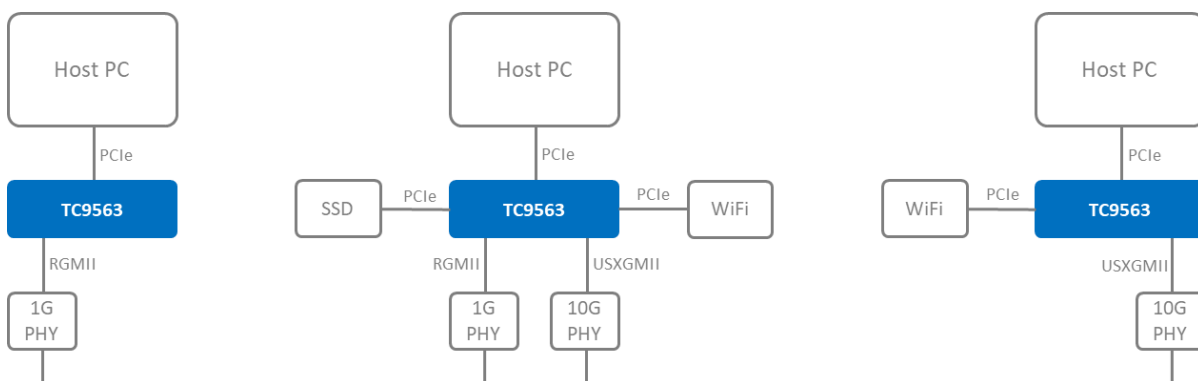 Host PC
PCIe
TC9563
RGMII
1G
PHY
Host PC
PCIe
SSD
PCIe
TC9563
PCIe
WiFi
RGMII
USXGMII
1G
PHY
10G
PHY
Host PC
PCIe
WiFi
PCIe
TC9563
USXGMII
10G
PHY